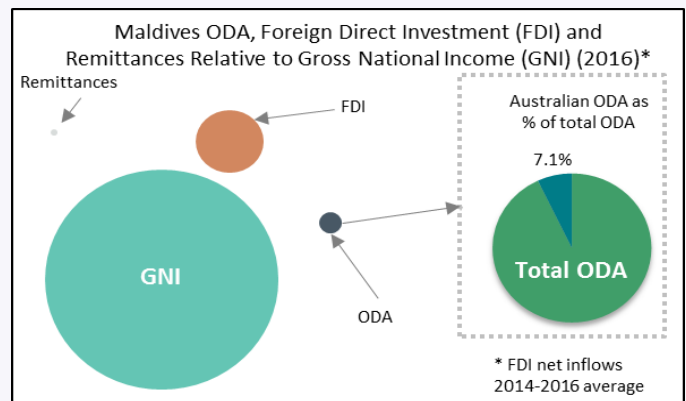 Maldives ODA, Foreign Direct Investment (FDI) and
Remittances Relative to Gross National Income (GNI) (2016)*
Remittances
FDI
GNI
ODA
Australian ODA as
% of total ODA
7.1%
Total ODA
* FDI net inflows
2014-2016 average